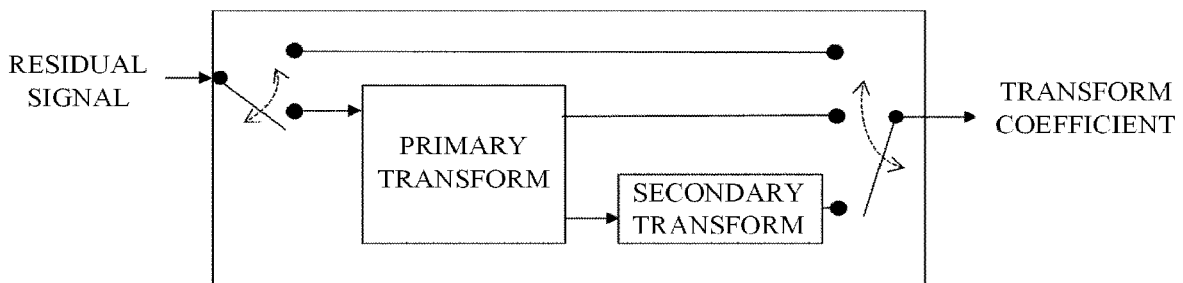 RESIDUAL
SIGNAL
PRIMARY
TRANSFORM
SECONDARY
TRANSFORM
TRANSFORM
COEFFICIENT